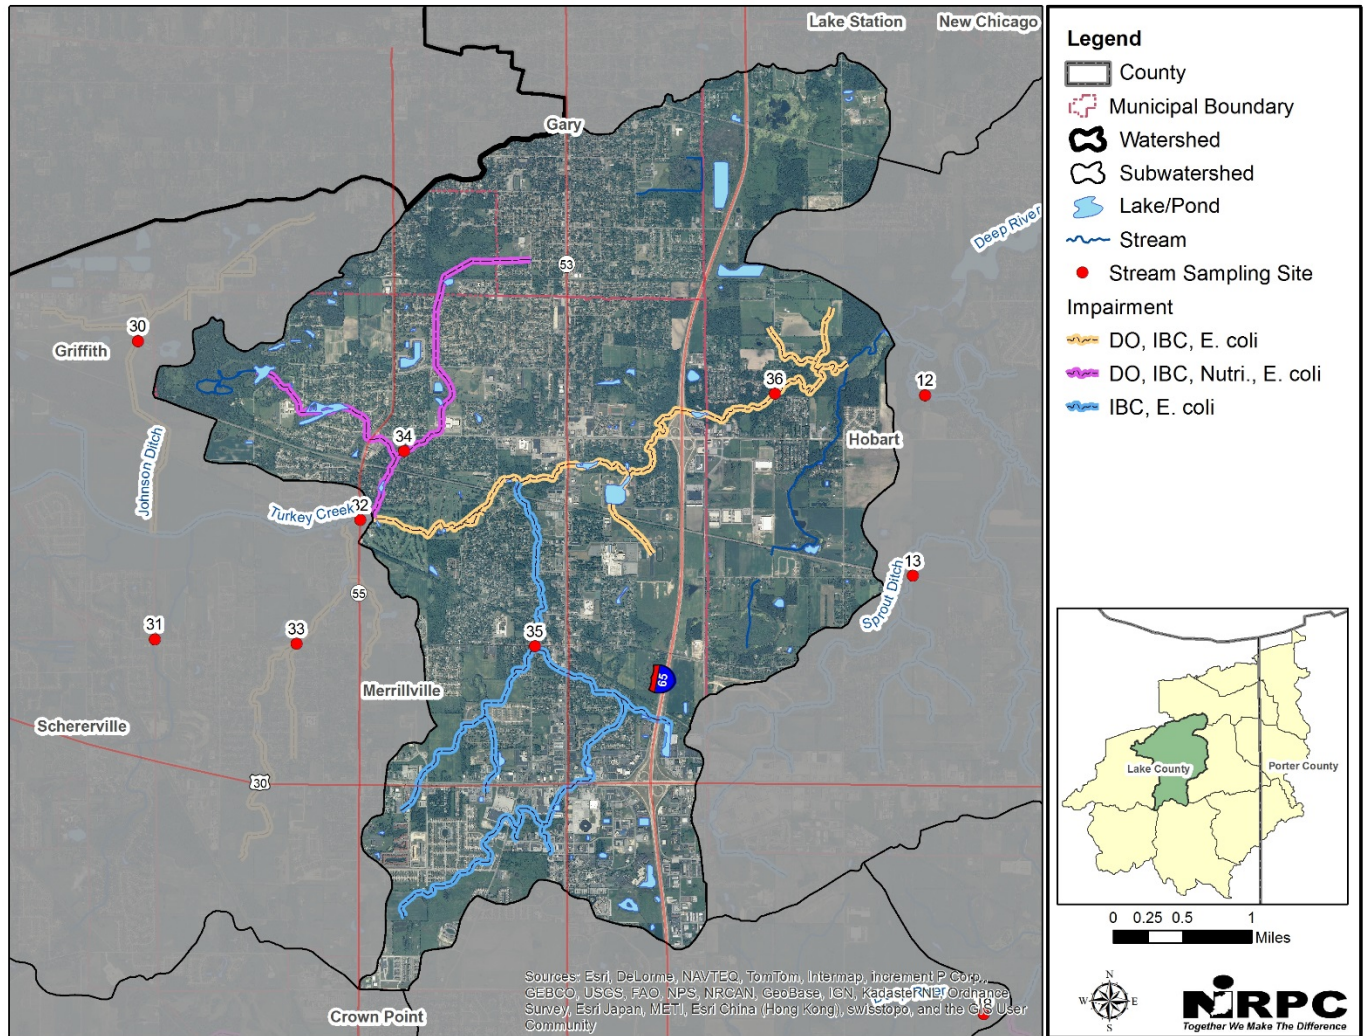 Lake Station
New Chicago
Gary
53
Deep River
30
Griffith
36
12
34
Hobart
Johnson Ditch
32
Turkey Creek
13
Sprout Ditch
55
31
33
35
Merrillville
65
Schererville
30
Crown Point
18
Sources: Esri, DeLorme, NAVTEQ, TomTom, Intermap, increment P Corp.,
GEBCO, USGS, FAO, NPS, NRCAN, GeoBase, IGN, Kadaster NL, Ordnance
Survey, Esri Japan, METI, Esri China (Hong Kong), swisstopo, and the GIS User
Community
Legend
County
Municipal Boundary
Watershed
Subwatershed
Lake/Pond
Stream
Stream Sampling Site
Impairment
DO, IBC, E. coli
DO, IBC, Nutri., E. coli
IBC, E. coli
Lake County
Porter County
0 0.25 0.5 1
Miles
N
W E
S
NIRPC
Together We Make The Difference